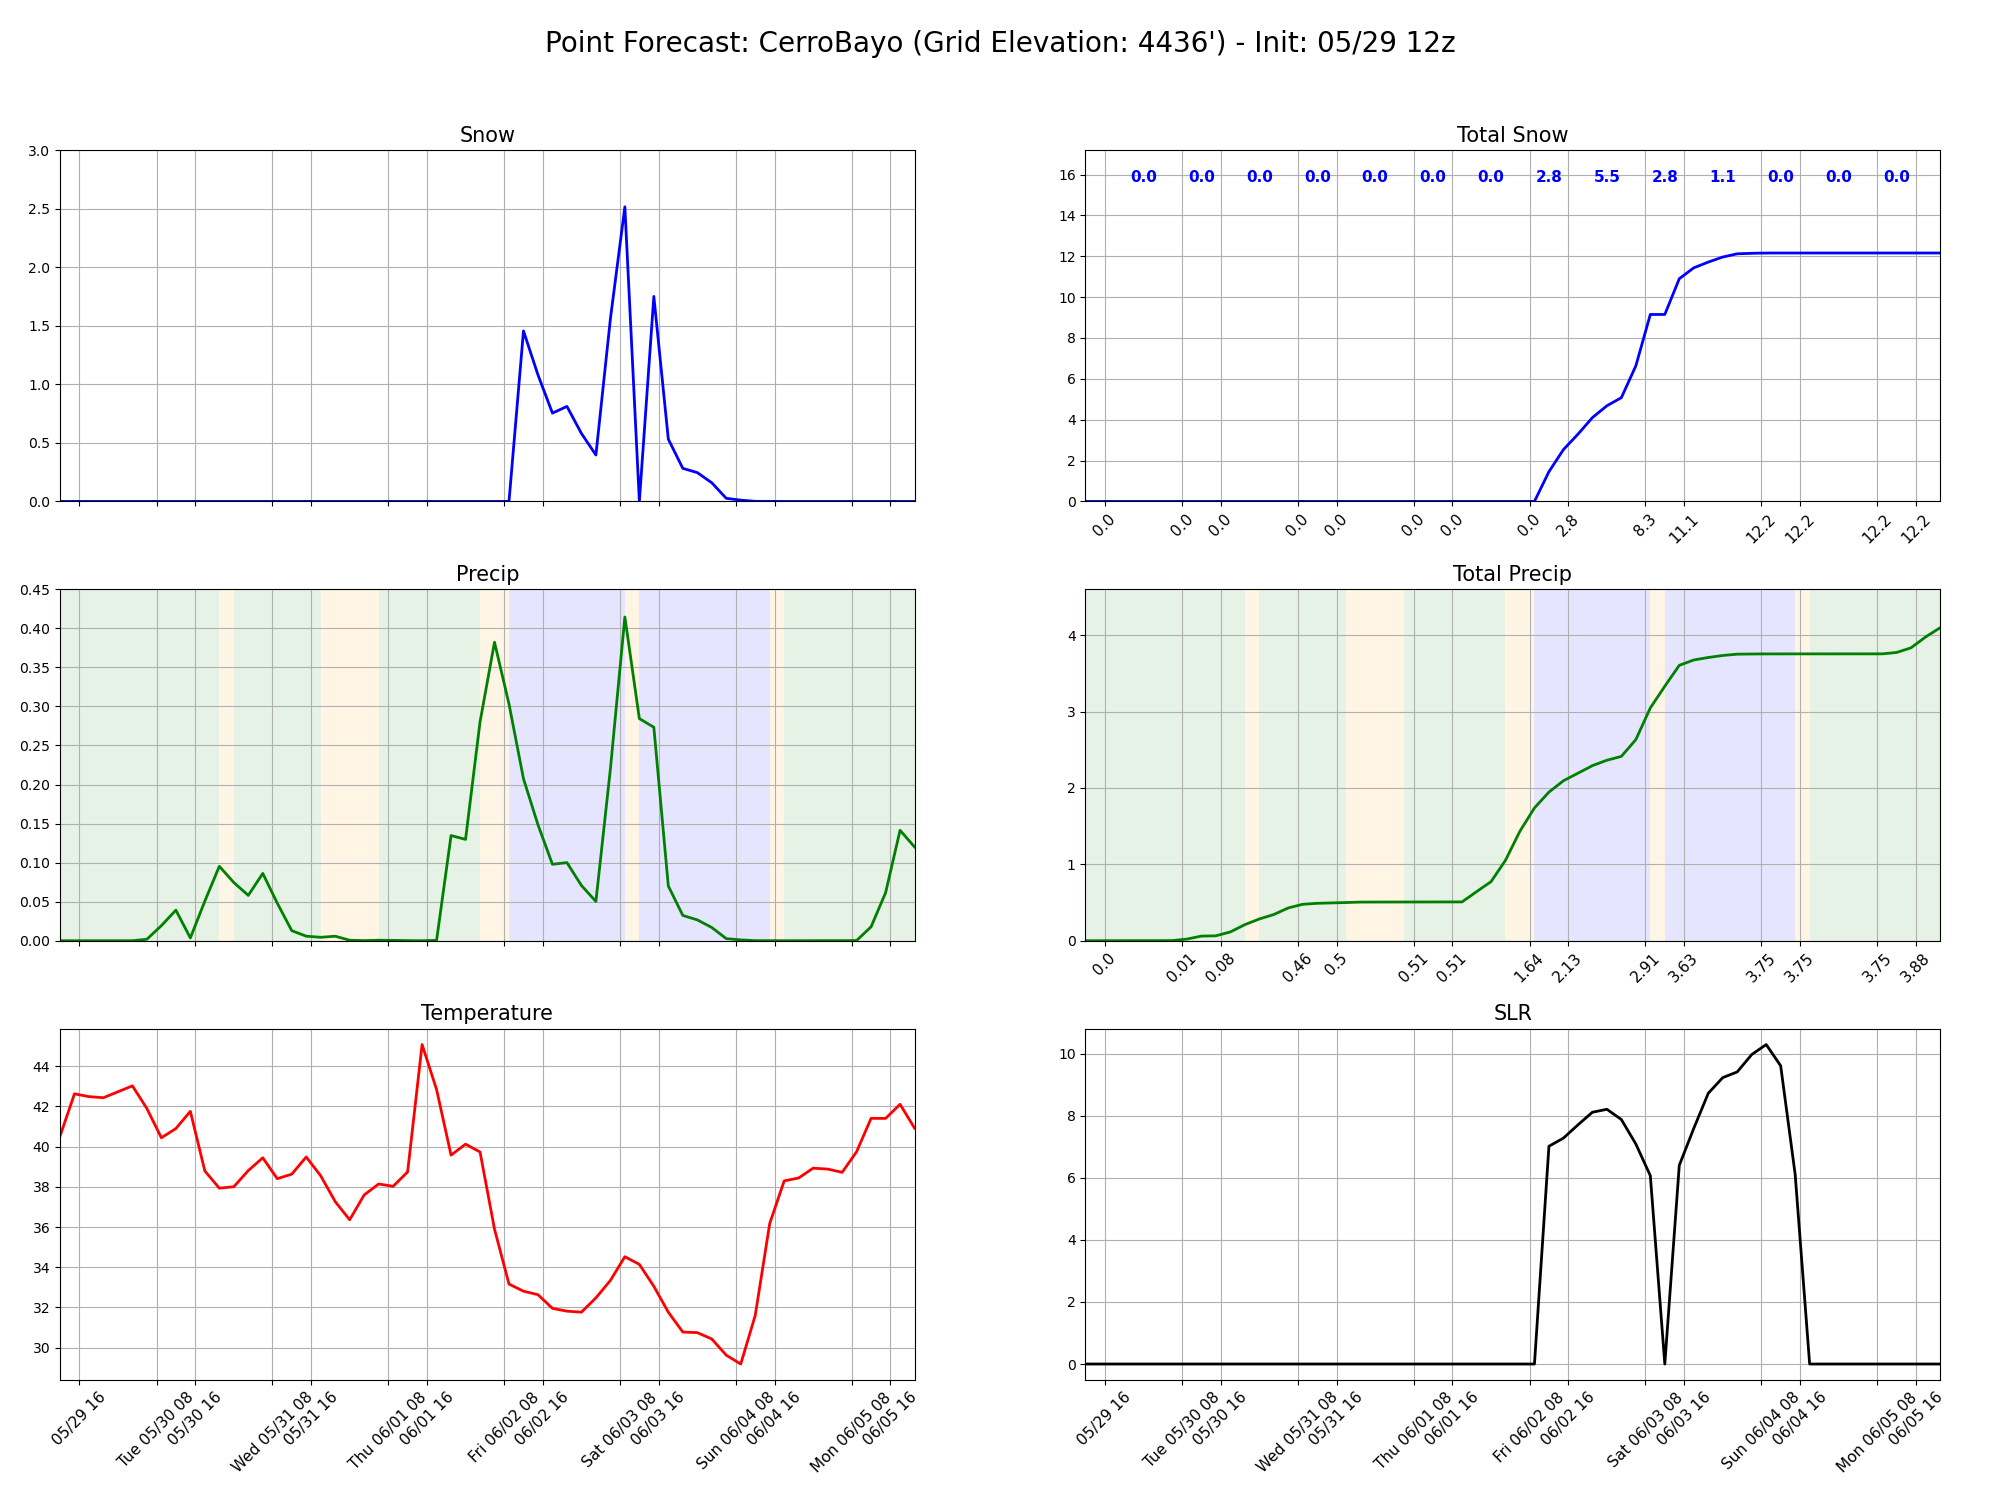 Point Forecast: CerroBayo (Grid Elevation: 4436') - Init: 05/29 12z
Snow
3.0
2.5
2.0
1.5
1.0
0.5
0.0
Total Snow
0.0 0.0 0.0 0.0 0.0 0.0 0.0 2.8 5.5 2.8 1.1 0.0 0.0 0.0
16
14
12
10
8
6
4
2
0
0.0 0.0 0.0 0.0 0.0 0.0 0.0 0.0 2.8 8.3 11.1 12.2 12.2 12.2 12.2
Precip
0.45
0.40
0.35
0.30
0.25
0.20
0.15
0.10
0.05
0.00
Total Precip
4
3
2
1
0
0.0 0.01 0.08 0.46 0.5 0.51 0.51 1.64 2.13 2.91 3.63 3.75 3.75 3.75 3.88
Temperature
44
42
40
38
36
34
32
30
05/29 16
Tue 05/30 08
05/30 16
Wed 05/31 08
05/31 16
Thu 06/01 08
06/01 16
Fri 06/02 08
06/02 16
Sat 06/03 08
06/03 16
Sun 06/04 08
06/04 16
Mon 06/05 08
06/05 16
SLR
10
8
6
4
2
0
05/29 16
Tue 05/30 08
05/30 16
Wed 05/31 08
05/31 16
Thu 06/01 08
06/01 16
Fri 06/02 08
06/02 16
Sat 06/03 08
06/03 16
Sun 06/04 08
06/04 16
Mon 06/05 08
06/05 16